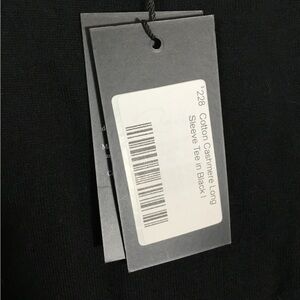 $228 Cotton Cashmere Long
Sleeve Tee in Black I